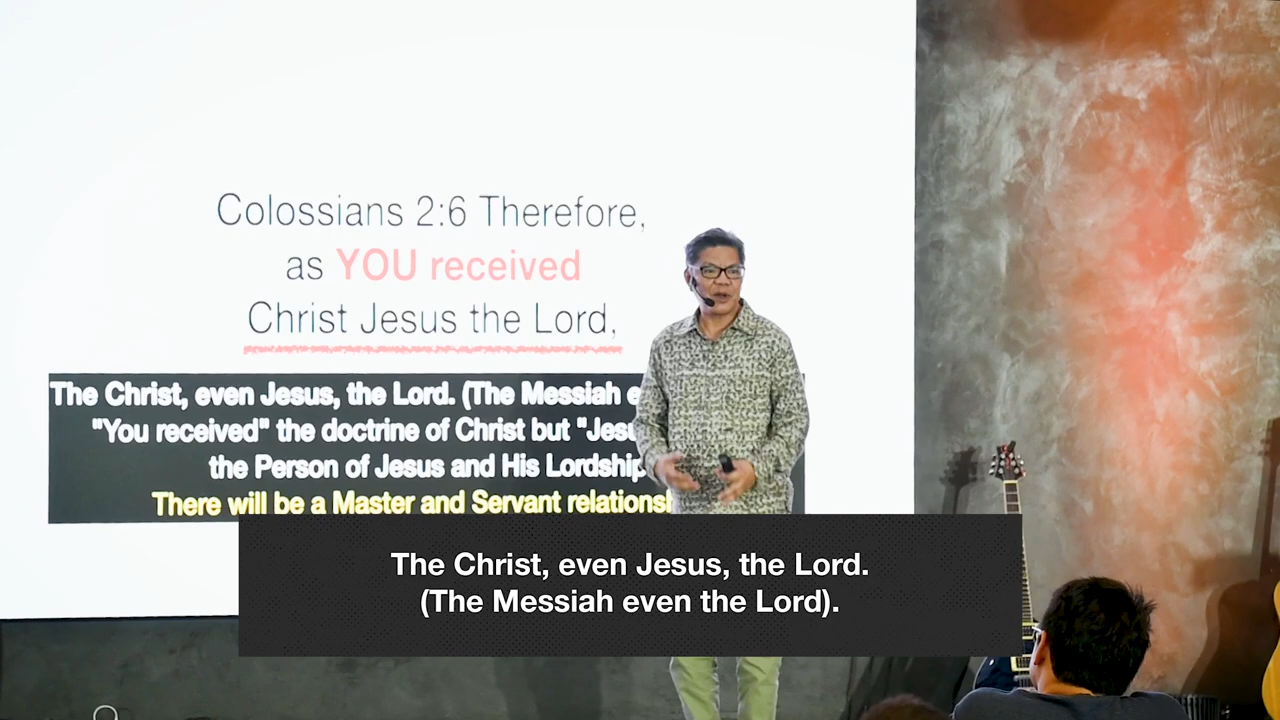 Colossians 2:6 Therefore,
as YOU received
Christ Jesus the Lord,
The Christ, even Jesus, the Lord. (The Messiah
"You received" the doctrine of Christ but
the Person of Jesus and His Lordship
There will be a Master and Servant
The Christ, even Jesus, the Lord.
(The Messiah even the Lord).